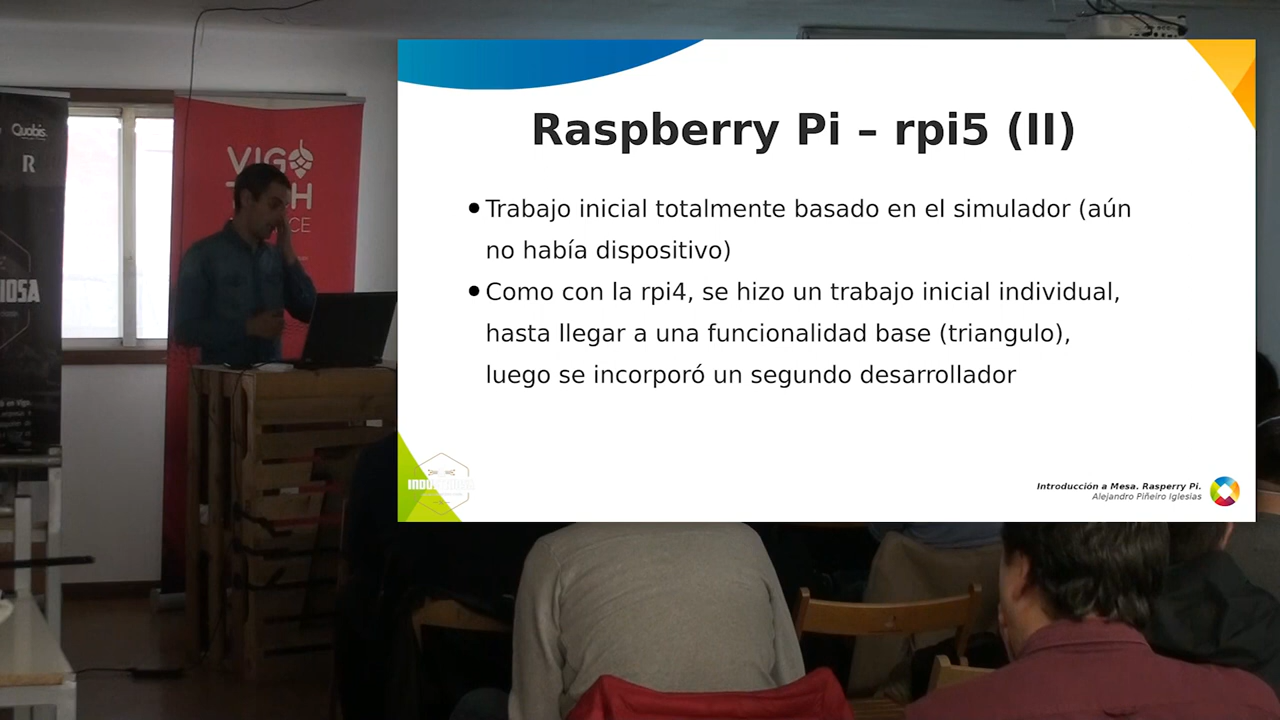 Quobis.
R
VIGO
TECH
Raspberry Pi – rpi5 (II)
● Trabajo inicial totalmente basado en el simulador (aún
no había dispositivo)
● Como con la rpi4, se hizo un trabajo inicial individual,
hasta llegar a una funcionalidad base (triangulo),
luego se incorporó un segundo desarrollador
Introducción a Mesa. Rasperry Pi.
Alejandro Piñeiro Iglesias